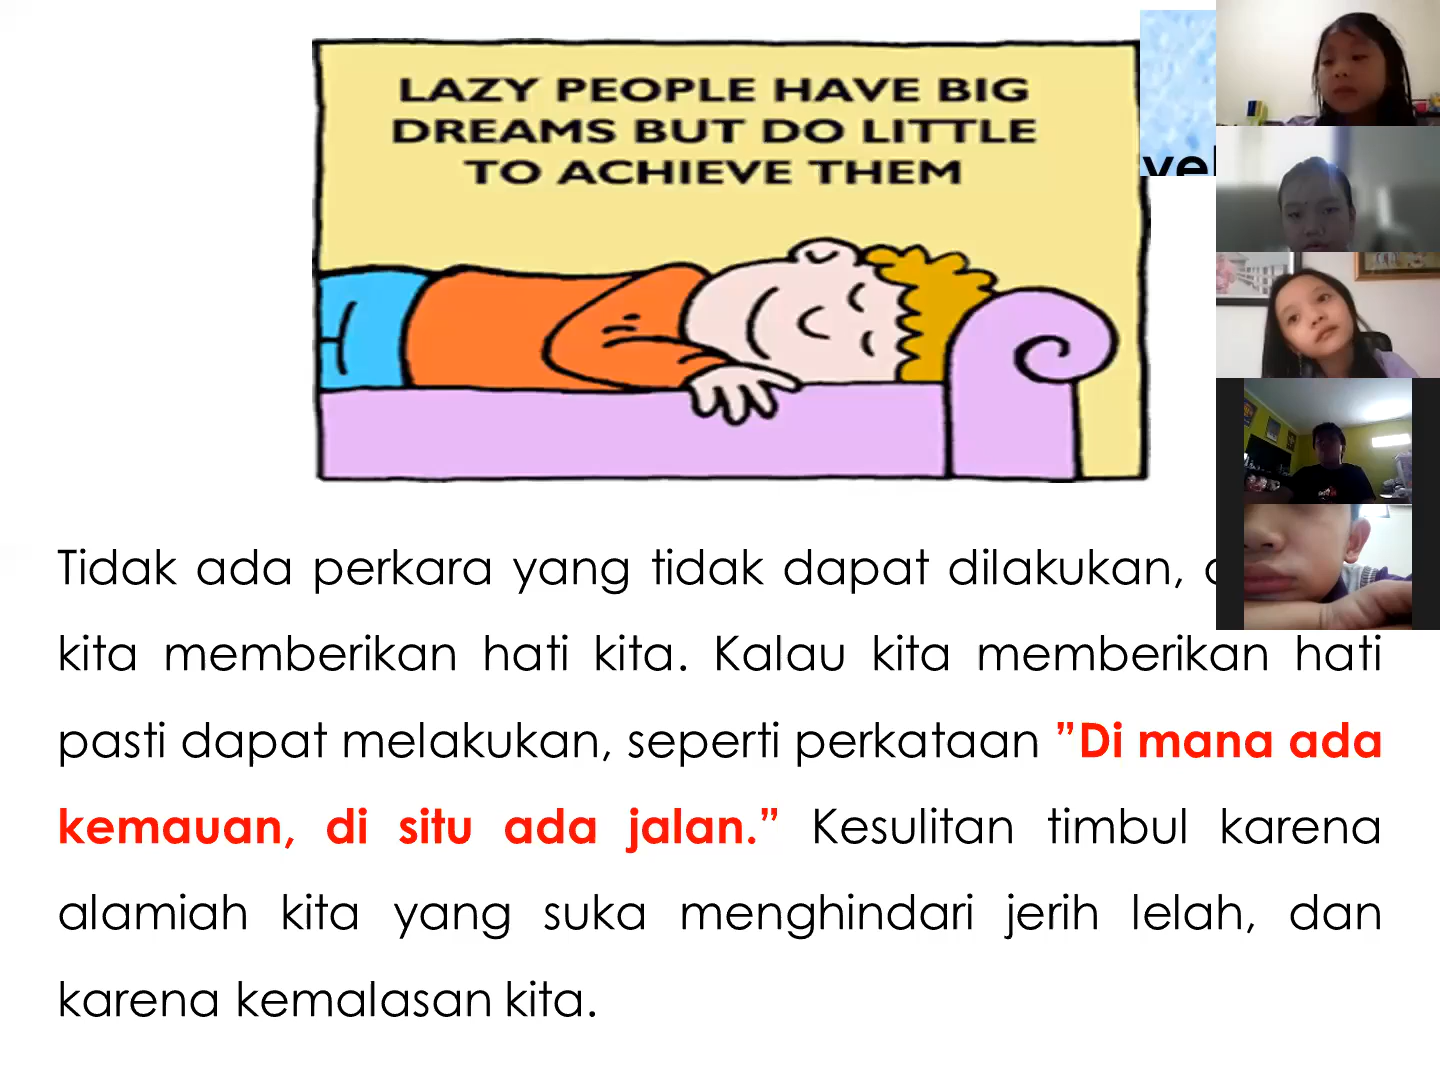 LAZY PEOPLE HAVE BIG
DREAMS BUT DO LITTLE
TO ACHIEVE THEM
Tidak ada perkara yang tidak dapat dilakukan,
kita memberikan hati kita. Kalau kita memberikan hati
pasti dapat melakukan, seperti perkataan ”Di mana ada
kemauan, di situ ada jalan.” Kesulitan timbul karena
alamiah kita yang suka menghindari jerih lelah, dan
karena kemalasan kita.